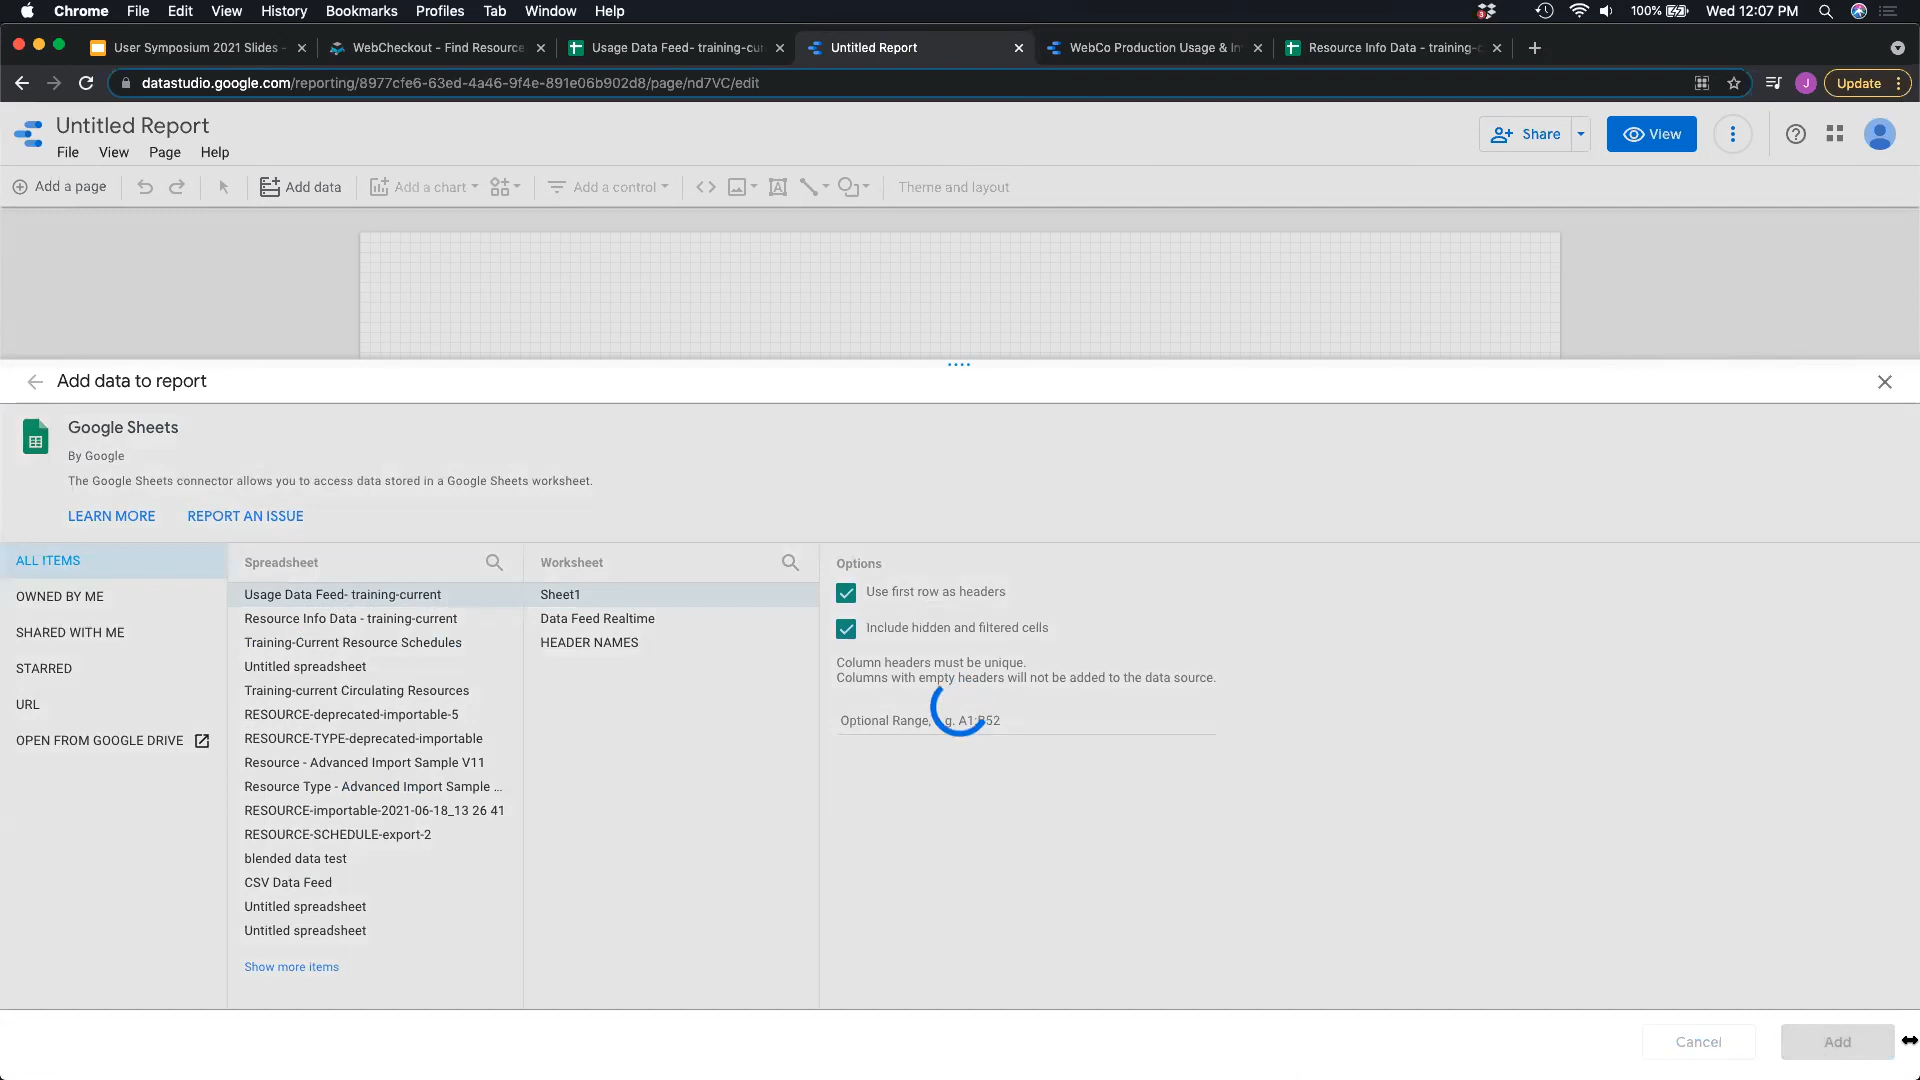 Chrome File Edit View History Bookmarks Profiles Tab Window Help 3 100% Wed 12:07 PM
User Symposium 2021 Slides - WebCheckout - Find Resource Usage Data Feed- training-cu Untitled Report WebCo Production Usage & In Resource Info Data - training-c
datastudio.google.com/reporting/8977cfe6-63ed-4a46-9f4e-891e06b902d8/page/nd7VC/edit J Update
Untitled Report
File View Page Help
Share View
Add a page Add data Add a chart Add a control Theme and layout
Add data to report
Google Sheets
By Google
The Google Sheets connector allows you to access data stored in a Google Sheets worksheet.
LEARN MORE REPORT AN ISSUE
ALL ITEMS
OWNED BY ME
SHARED WITH ME
STARRED
URL
OPEN FROM GOOGLE DRIVE
Spreadsheet
Usage Data Feed- training-current
Resource Info Data - training-current
Training-Current Resource Schedules
Untitled spreadsheet
Training-current Circulating Resources
RESOURCE-deprecated-importable-5
RESOURCE-TYPE-deprecated-importable
Resource - Advanced Import Sample V11
Resource Type - Advanced Import Sample ...
RESOURCE-importable-2021-06-18_13 26 41
RESOURCE-SCHEDULE-export-2
blended data test
CSV Data Feed
Untitled spreadsheet
Untitled spreadsheet
Show more items
Worksheet
Sheet1
Data Feed Realtime
HEADER NAMES
Options
Use first row as headers
Include hidden and filtered cells
Column headers must be unique.
Columns with empty headers will not be added to the data source.
Optional Range, e.g. A1:B52
Cancel Add